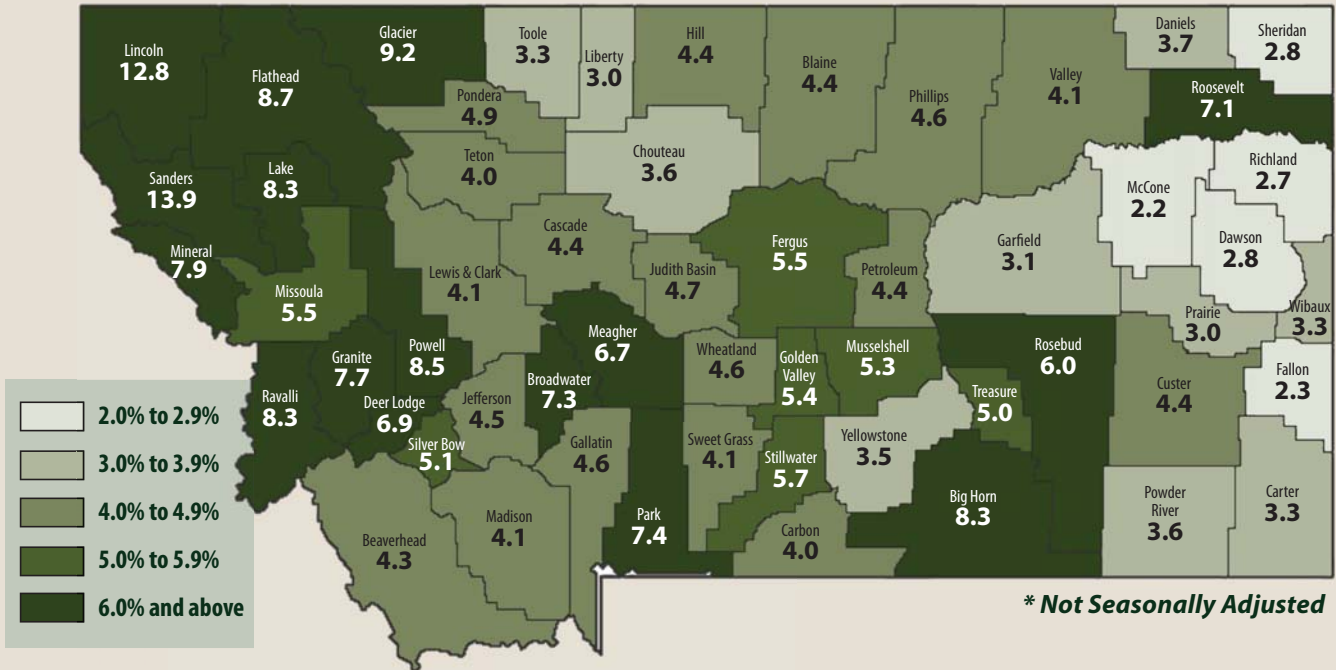 Lincoln
12.8
Flathead
8.7
Glacier
9.2
Toole
3.3
Liberty
3.0
Hill
4.4
Blaine
4.4
Phillips
4.6
Valley
4.1
Daniels
3.7
Sheridan
2.8
Roosevelt
7.1
Pondera
4.9
Teton
4.0
Chouteau
3.6
Sanders
13.9
Lake
8.3
McCone
2.2
Richland
2.7
Mineral
7.9
Missoula
5.5
Lewis & Clark
4.1
Cascade
4.4
Judith Basin
4.7
Fergus
5.5
Petroleum
4.4
Garfield
3.1
Dawson
2.8
Prairie
3.0
Wibaux
3.3
Ravalli
8.3
Granite
7.7
Powell
8.5
Deer Lodge
6.9
Silver Bow
5.1
Jefferson
4.5
Broadwater
7.3
Meagher
6.7
Wheatland
4.6
Golden
Valley
5.4
Musselshell
5.3
Treasure
5.0
Rosebud
6.0
Custer
4.4
Fallon
2.3
Gallatin
4.6
Sweet Grass
4.1
Stillwater
5.7
Yellowstone
3.5
Beaverhead
4.3
Madison
4.1
Park
7.4
Carbon
4.0
Big Horn
8.3
Powder
River
3.6
Carter
3.3
2.0% to 2.9%
3.0% to 3.9%
4.0% to 4.9%
5.0% to 5.9%
6.0% and above
* Not Seasonally Adjusted